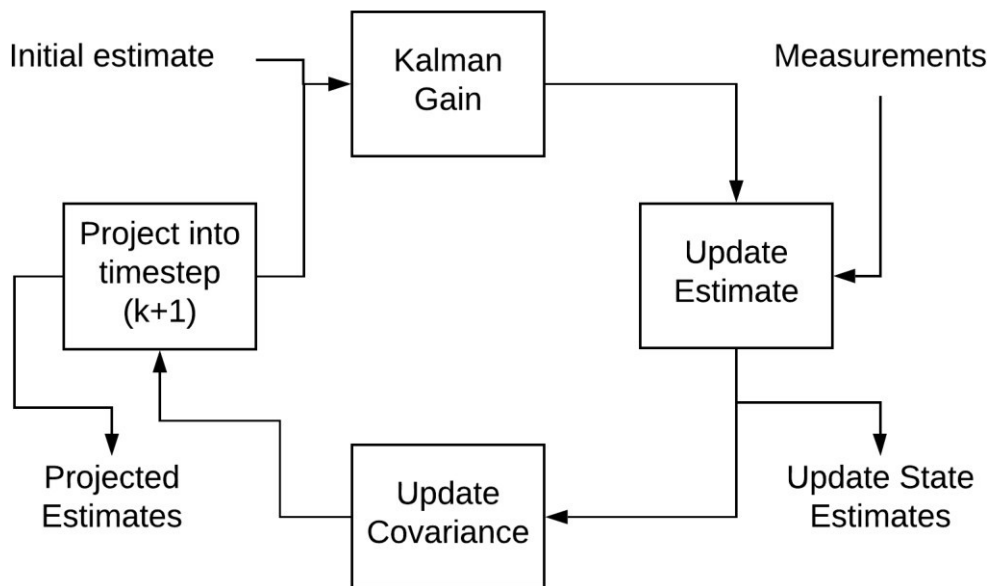 Initial estimate
Kalman
Gain
Measurements
Project into
timestep
(k+1)
Update
Estimate
Projected
Estimates
Update
Covariance
Update State
Estimates